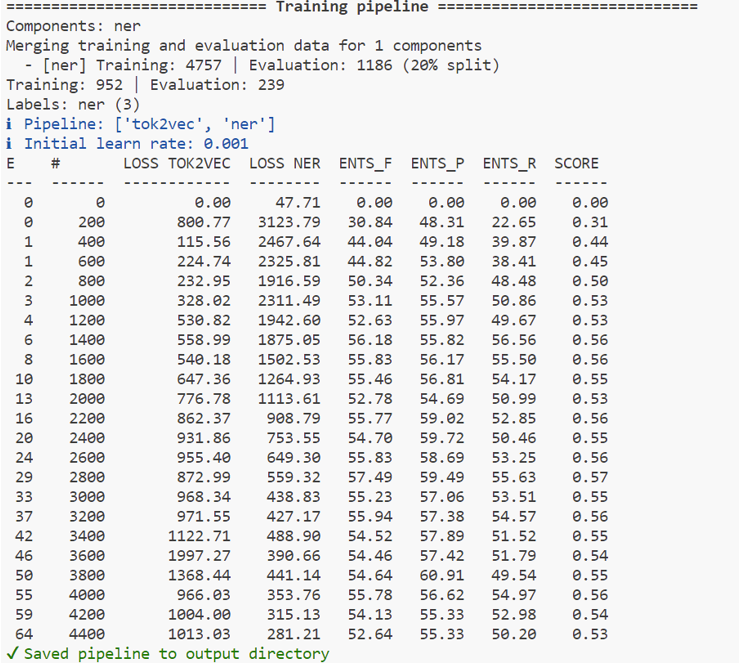 ============================= Training pipeline =============================
Components: ner
Merging training and evaluation data for 1 components
  - [ner] Training: 4757 | Evaluation: 1186 (20% split)
Training: 952 | Evaluation: 239
Labels: ner (3)
ℹ Pipeline: ['tok2vec', 'ner']
ℹ Initial learn rate: 0.001
E    #       LOSS TOK2VEC  LOSS NER  ENTS_F  ENTS_P  ENTS_R  SCORE
---  ------  ------------  --------  ------  ------  ------  ------
  0       0          0.00     47.71    0.00    0.00    0.00    0.00
  0     200        800.77   3123.79   30.84   48.31   22.65    0.31
  1     400        115.56   2467.64   44.04   49.18   39.87    0.44
  1     600        224.74   2325.81   44.82   53.80   38.41    0.45
  2     800        232.95   1916.59   50.34   52.36   48.48    0.50
  3    1000        328.02   2311.49   53.11   55.57   50.86    0.53
  4    1200        530.82   1942.60   52.63   55.97   49.67    0.53
  6    1400        558.99   1875.05   56.18   55.82   56.56    0.56
  8    1600        540.18   1502.53   55.83   56.17   55.50    0.56
 10    1800        647.36   1264.93   55.46   56.81   54.17    0.55
 13    2000        776.78   1113.61   52.78   54.69   50.99    0.53
 16    2200        862.37    908.79   55.77   59.02   52.85    0.56
 20    2400        931.86    753.55   54.70   59.72   50.46    0.55
 24    2600        955.40    649.30   55.83   58.69   53.25    0.56
 29    2800        872.99    559.32   57.49   59.49   55.63    0.57
 33    3000        968.34    438.83   55.23   57.06   53.51    0.55
 37    3200        971.55    427.17   55.94   57.38   54.57    0.56
 42    3400       1122.71    488.90   54.52   57.89   51.52    0.55
 46    3600       1997.27    390.66   54.46   57.42   51.79    0.54
 50    3800       1368.44    441.14   54.64   60.91   49.54    0.55
 55    4000        966.03    353.76   55.78   56.62   54.97    0.56
 59    4200       1004.00    315.13   54.13   55.33   52.98    0.54
 64    4400       1013.03    281.21   52.64   55.33   50.20    0.53
✓ Saved pipeline to output directory